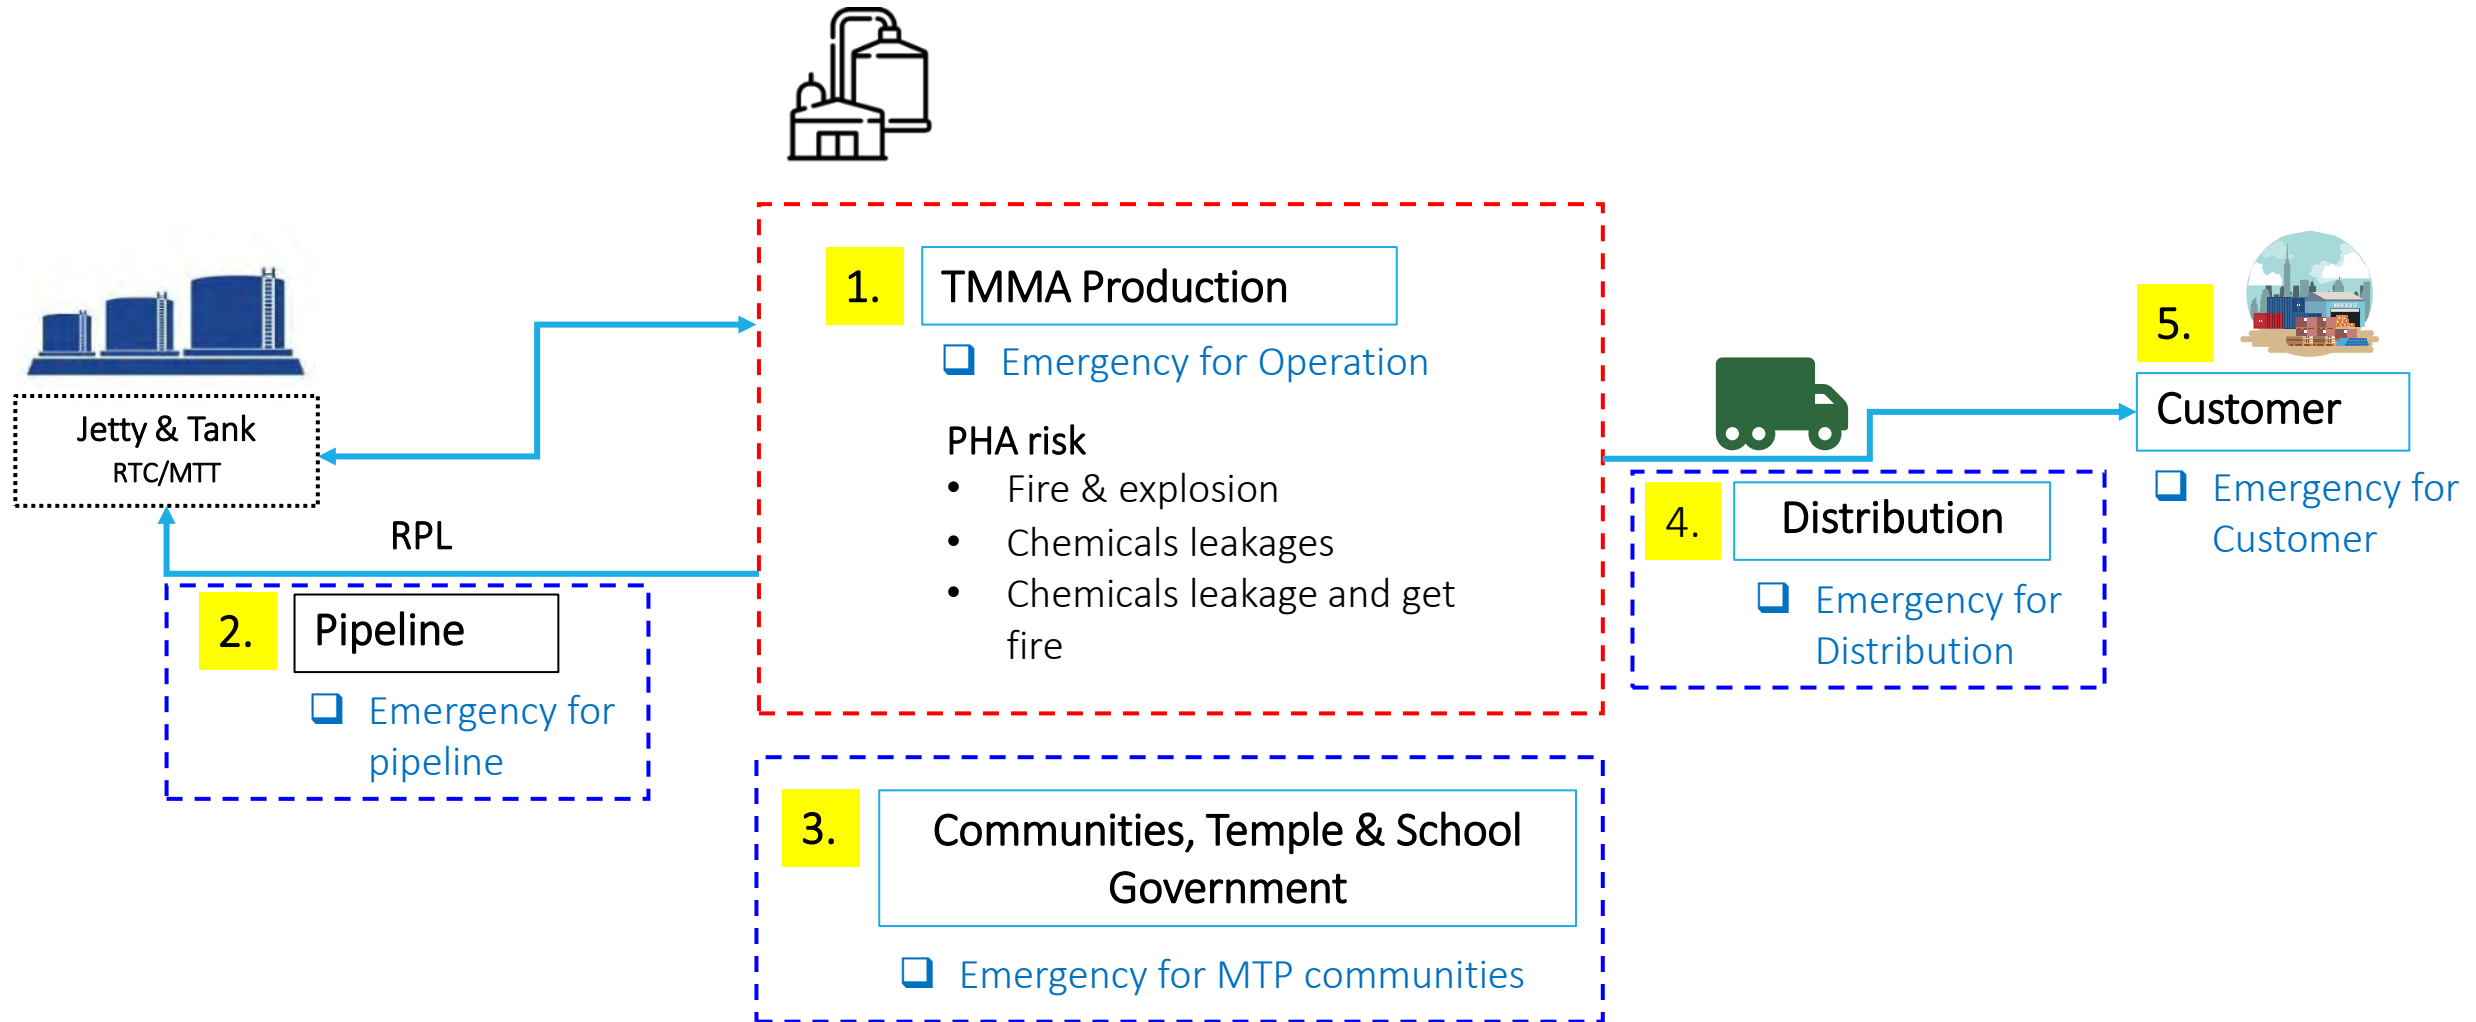 1.
TMMA Production
❑ Emergency for Operation
PHA risk
• Fire & explosion
• Chemicals leakages
• Chemicals leakage and get
fire
Jetty & Tank
RTC/MTT
RPL
2.
Pipeline
❑ Emergency for
pipeline
3.
Communities, Temple & School
Government
❑ Emergency for MTP communities
4.
Distribution
❑ Emergency for
Distribution
5.
Customer
❑ Emergency for
Customer